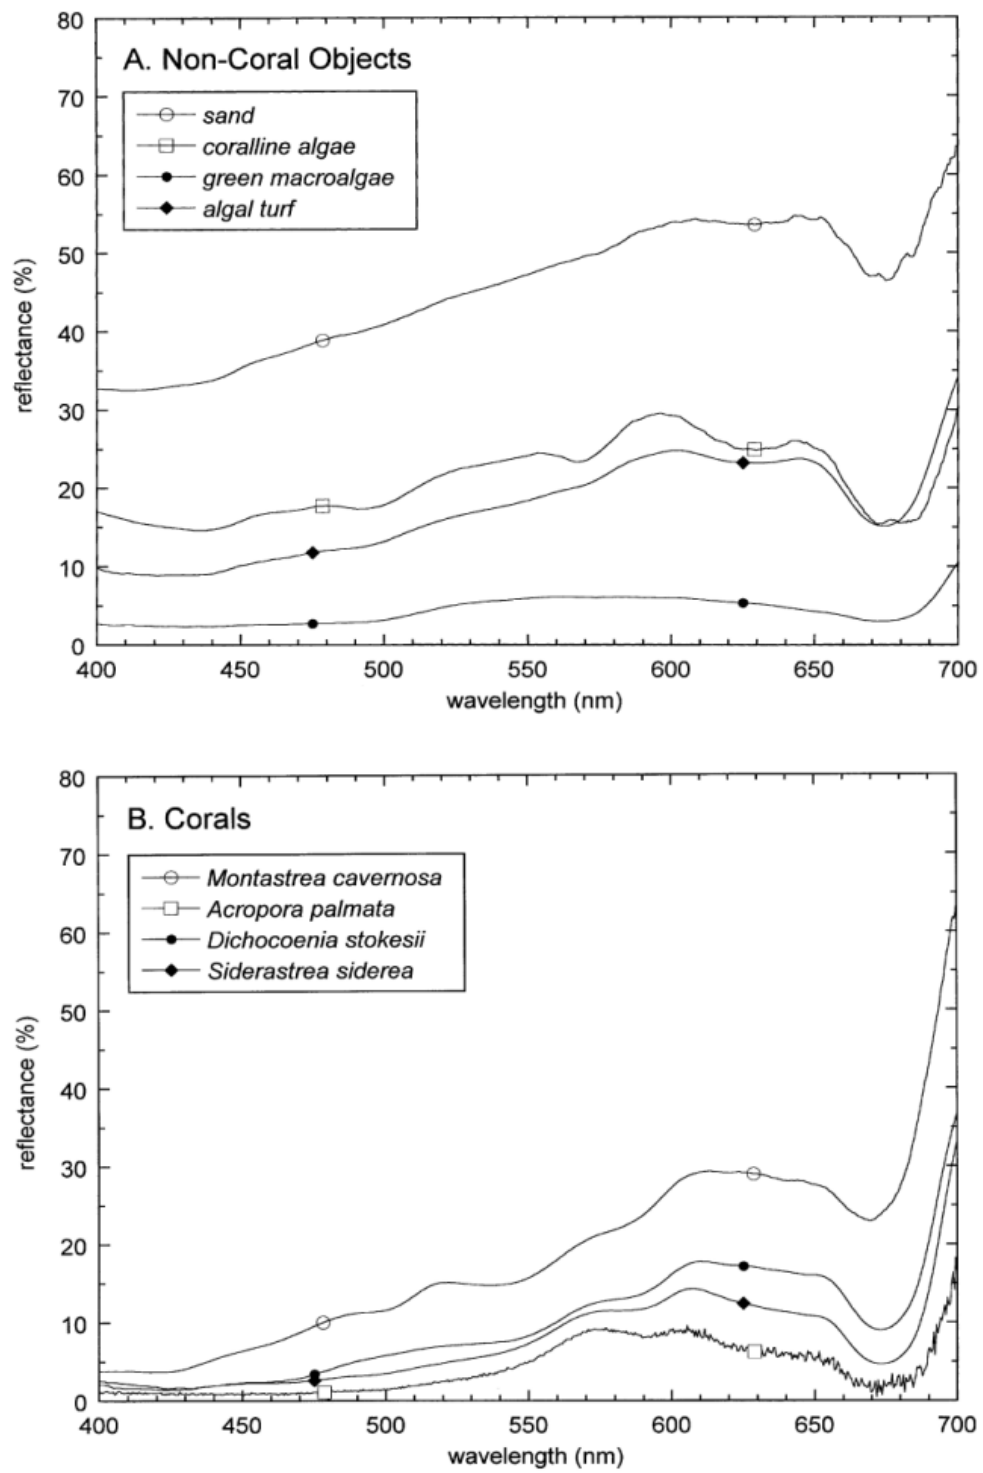 A. Non-Coral Objects
sand
coralline algae
green macroalgae
algal turf
reflectance (%)
80
70
60
50
40
30
20
10
0
400 450 500 550 600 650 700
wavelength (nm)
B. Corals
Montastrea cavernosa
Acropora palmata
Dichocoenia stokesii
Siderastrea siderea
reflectance (%)
80
70
60
50
40
30
20
10
0
400 450 500 550 600 650 700
wavelength (nm)